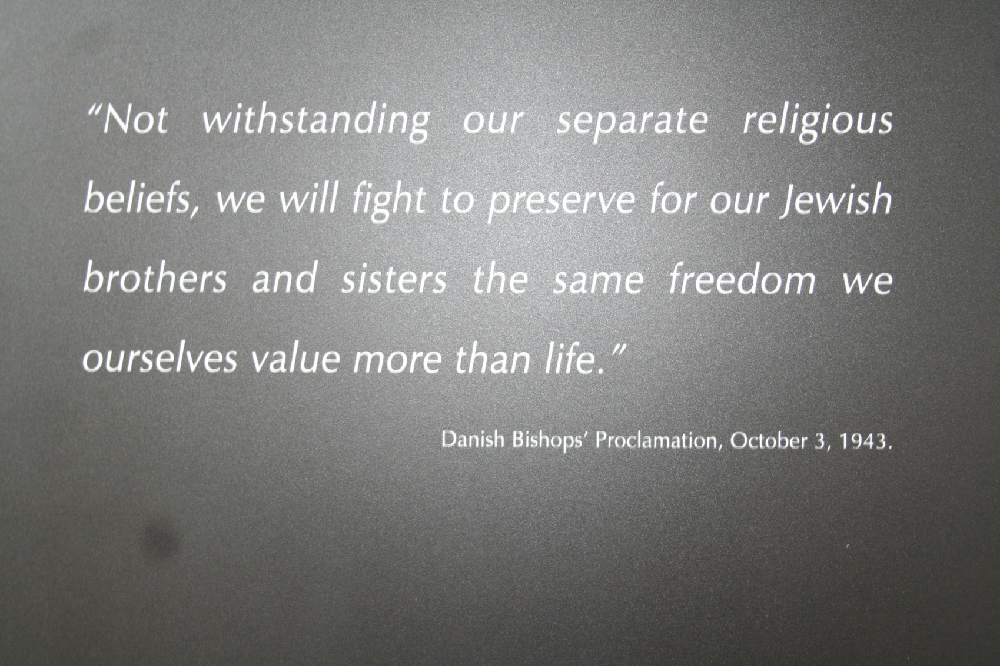 “Not withstanding our separate religious
beliefs, we will fight to preserve for our Jewish
brothers and sisters the same freedom we
ourselves value more than life.”
Danish Bishops’ Proclamation, October 3, 1943.